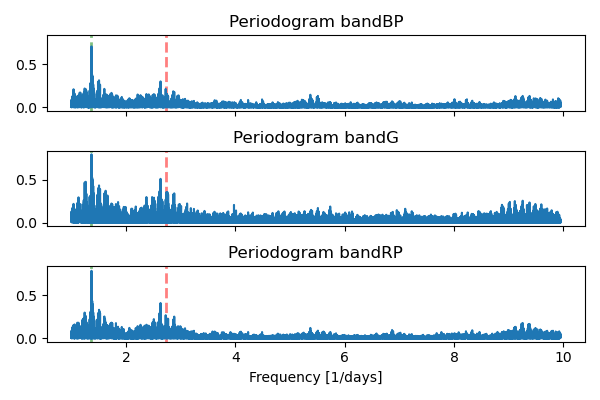 Periodogram bandBP
0.5
0.0
Periodogram bandG
0.5
0.0
Periodogram bandRP
0.5
0.0
2 4 6 8 10
Frequency [1/days]